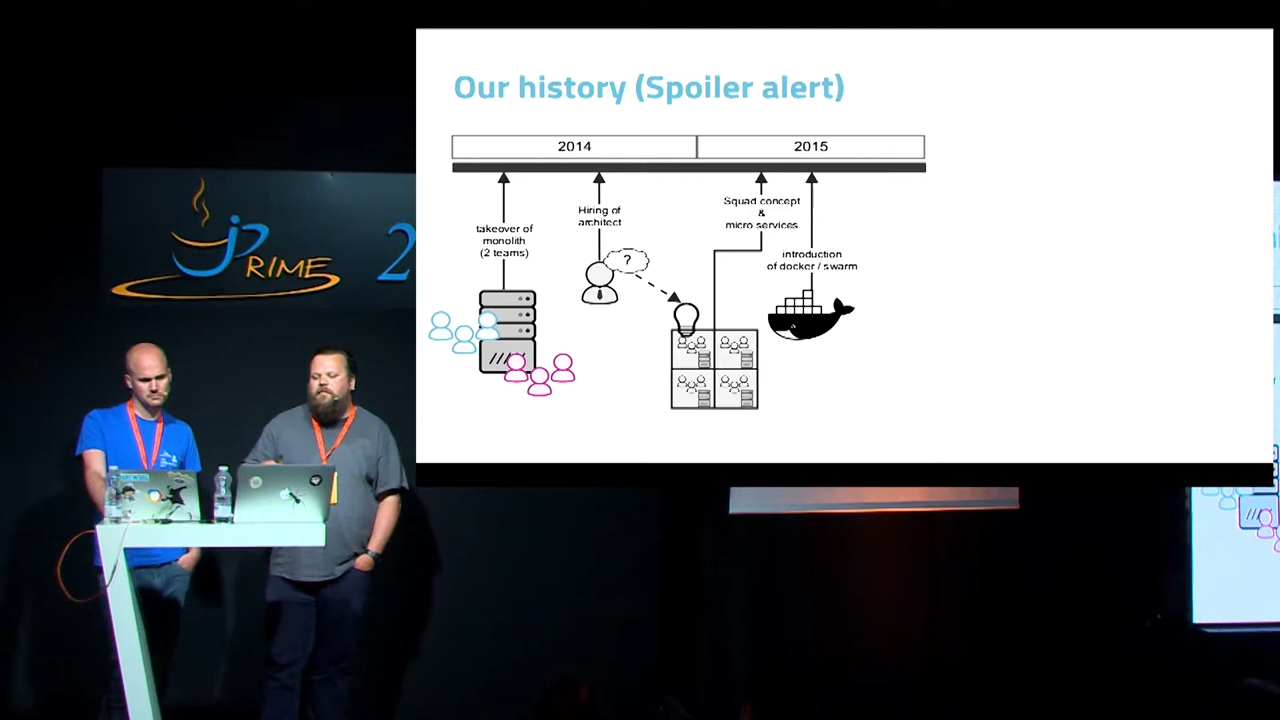 Our history (Spoiler alert)
2014
2015
takeover of
monolith
(2 teams)
Hiring of
architect
?
Squad concept
&
micro services
introduction
of docker / swarm
jPRIME 2